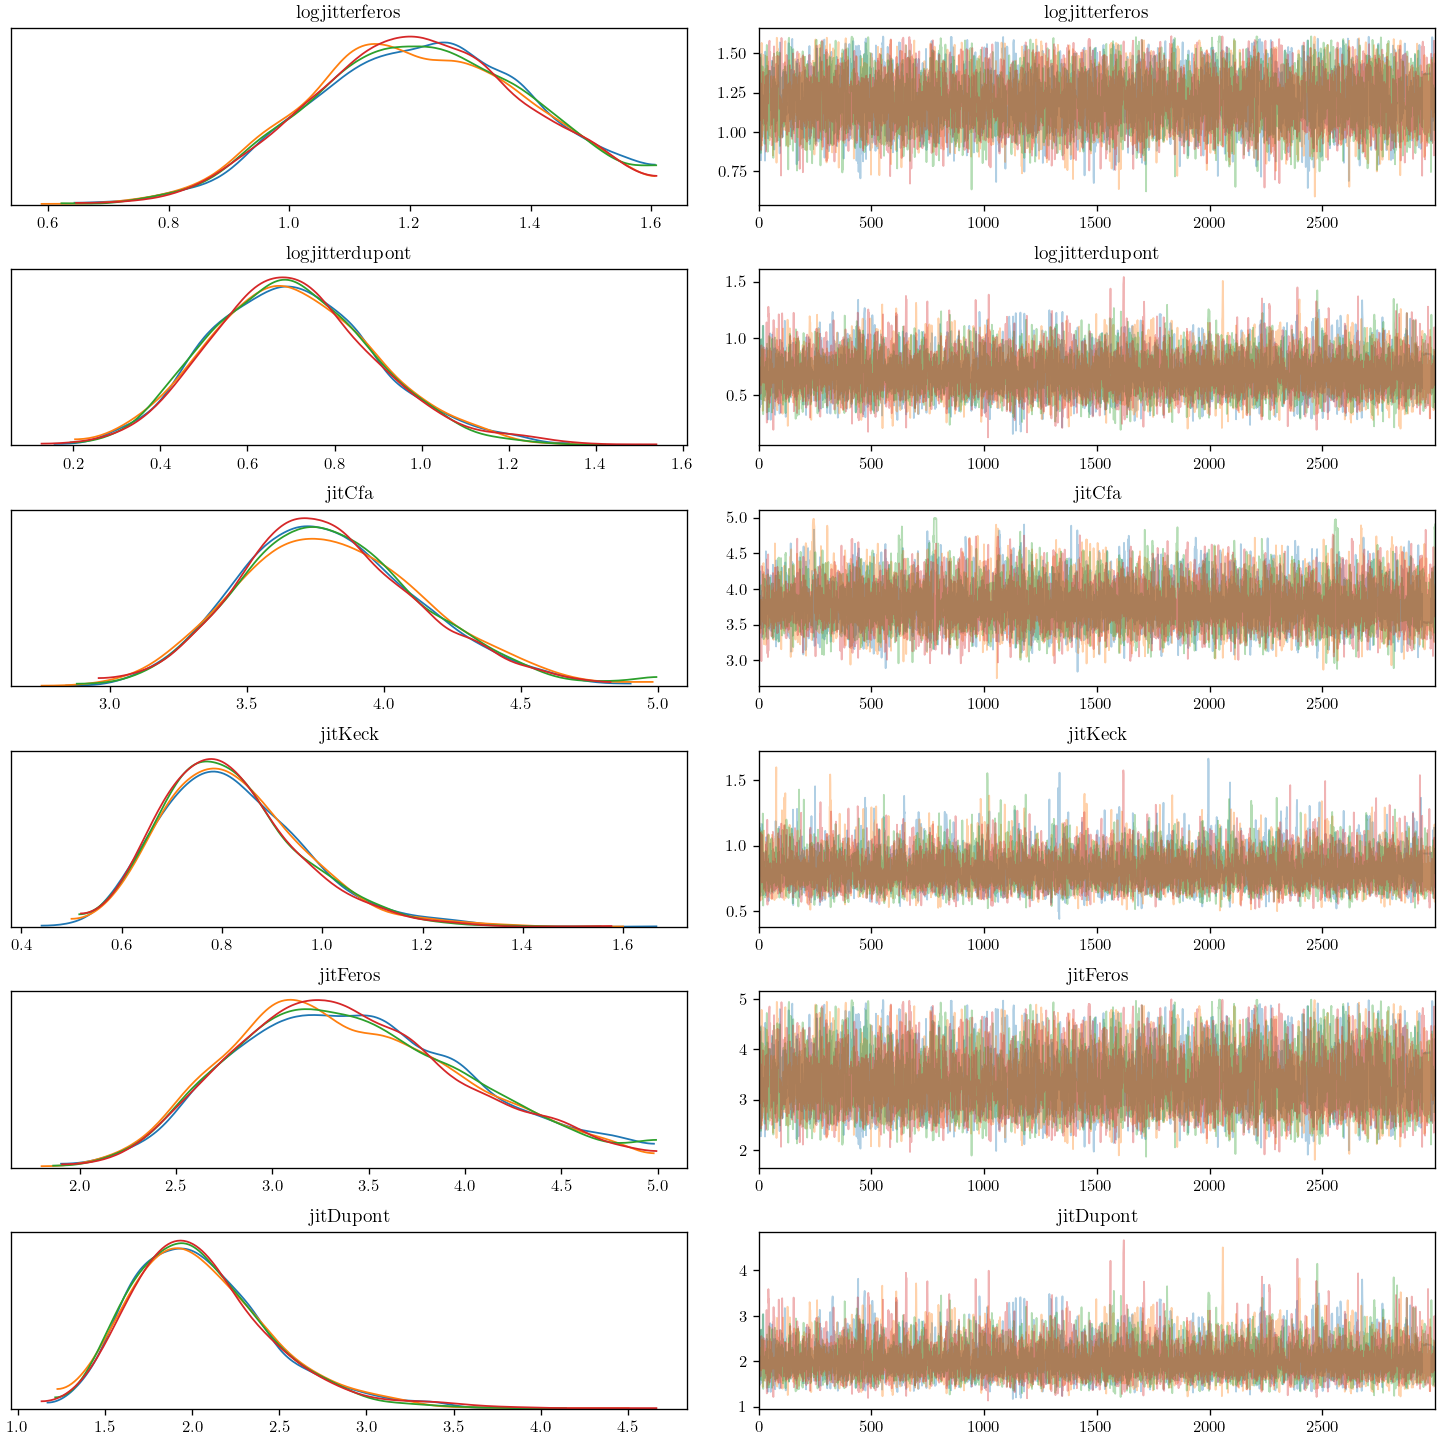 logjitterferos logjitterferos
1.50
1.25
1.00
0.75
0.6 0.8 1.0 1.2 1.4 1.6 0 500 1000 1500 2000 2500
logjitterdupont logjitterdupont
1.5
1.0
0.5
0.2 0.4 0.6 0.8 1.0 1.2 1.4 1.6 0 500 1000 1500 2000 2500
jitCfa jitCfa
5.0
4.5
4.0
3.5
3.0
3.0 3.5 4.0 4.5 5.0 0 500 1000 1500 2000 2500
jitKeck jitKeck
1.5
1.0
0.5
0.4 0.6 0.8 1.0 1.2 1.4 1.6 0 500 1000 1500 2000 2500
jitFeros jitFeros
5
4
3
2
2.0 2.5 3.0 3.5 4.0 4.5 5.0 0 500 1000 1500 2000 2500
jitDupont jitDupont
4
3
2
1
1.0 1.5 2.0 2.5 3.0 3.5 4.0 4.5 0 500 1000 1500 2000 2500